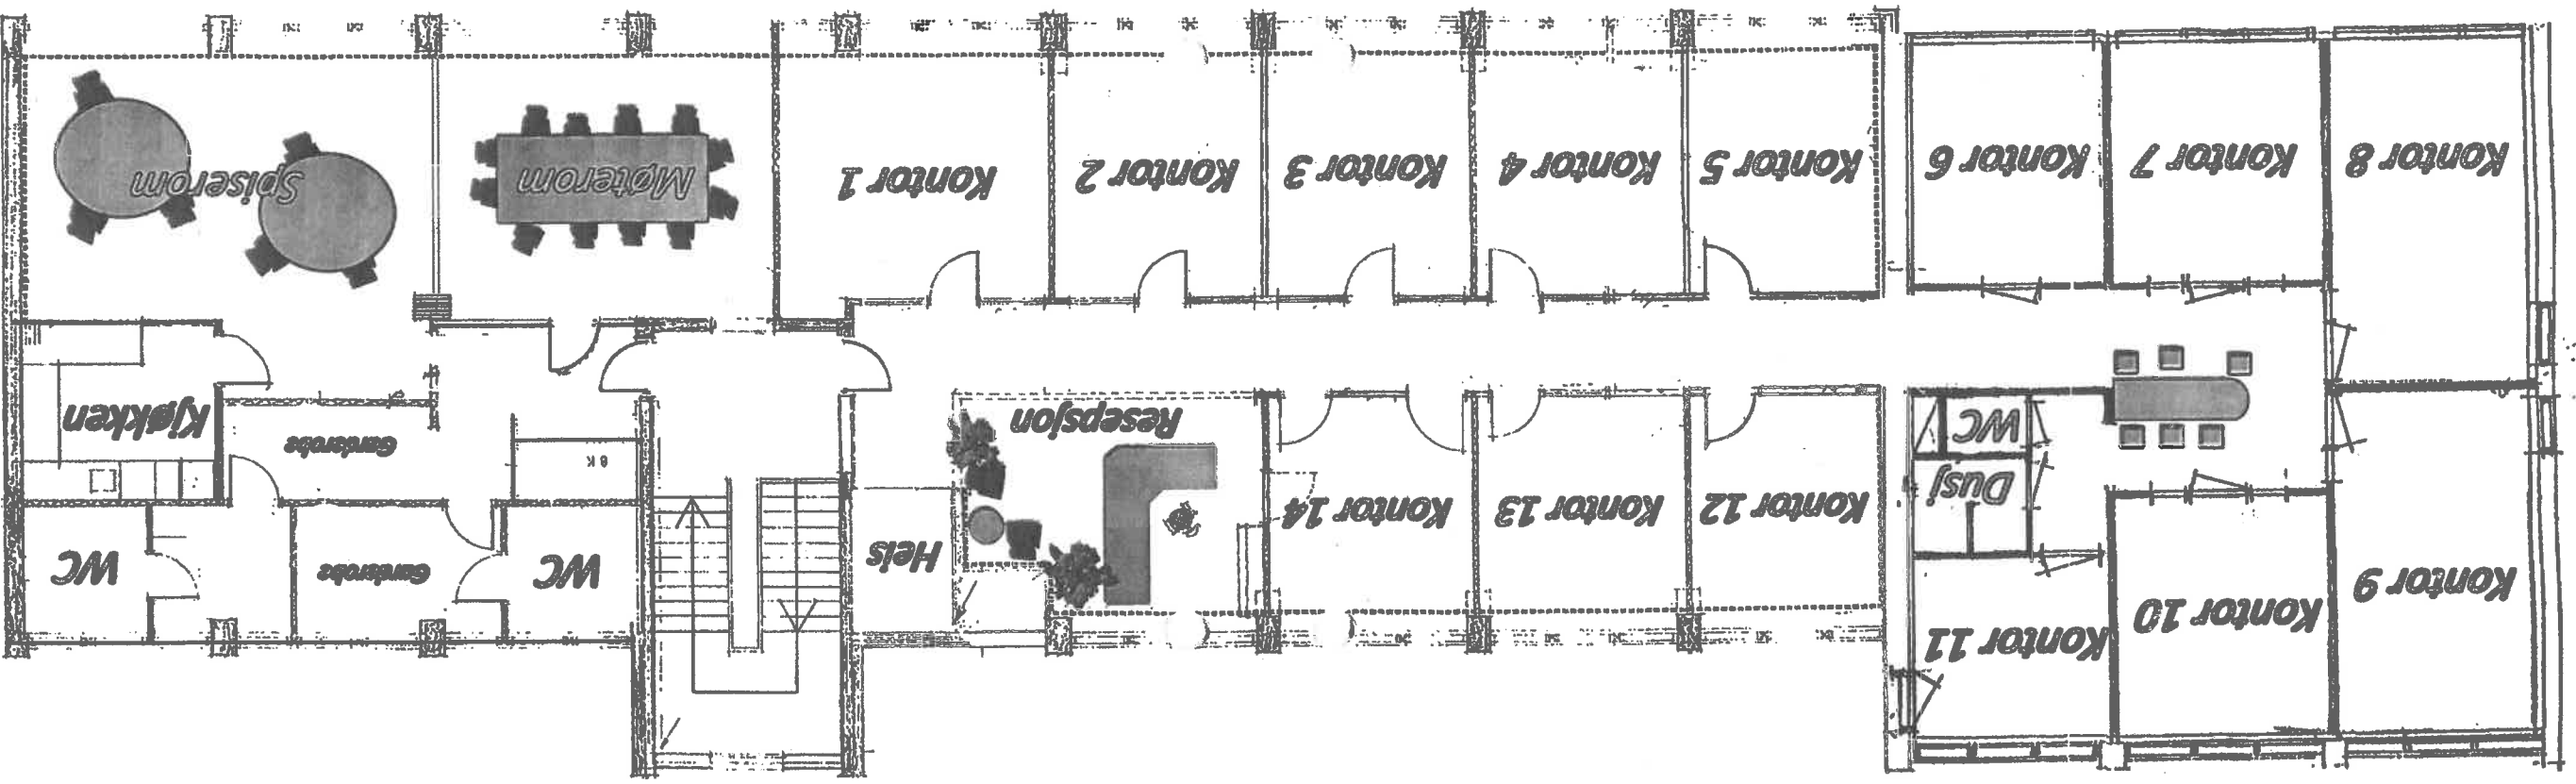 Spiserom
Møterom
Kontor 1
Kontor 2
Kontor 3
Kontor 4
Kontor 5
Kontor 6
Kontor 7
Kontor 8
Kjøkken
Garderobe
BK
Resepsjon
WC
Dusj
Kontor 14
Kontor 13
Kontor 12
Heis
WC
Garderobe
WC
Kontor 11
Kontor 10
Kontor 9